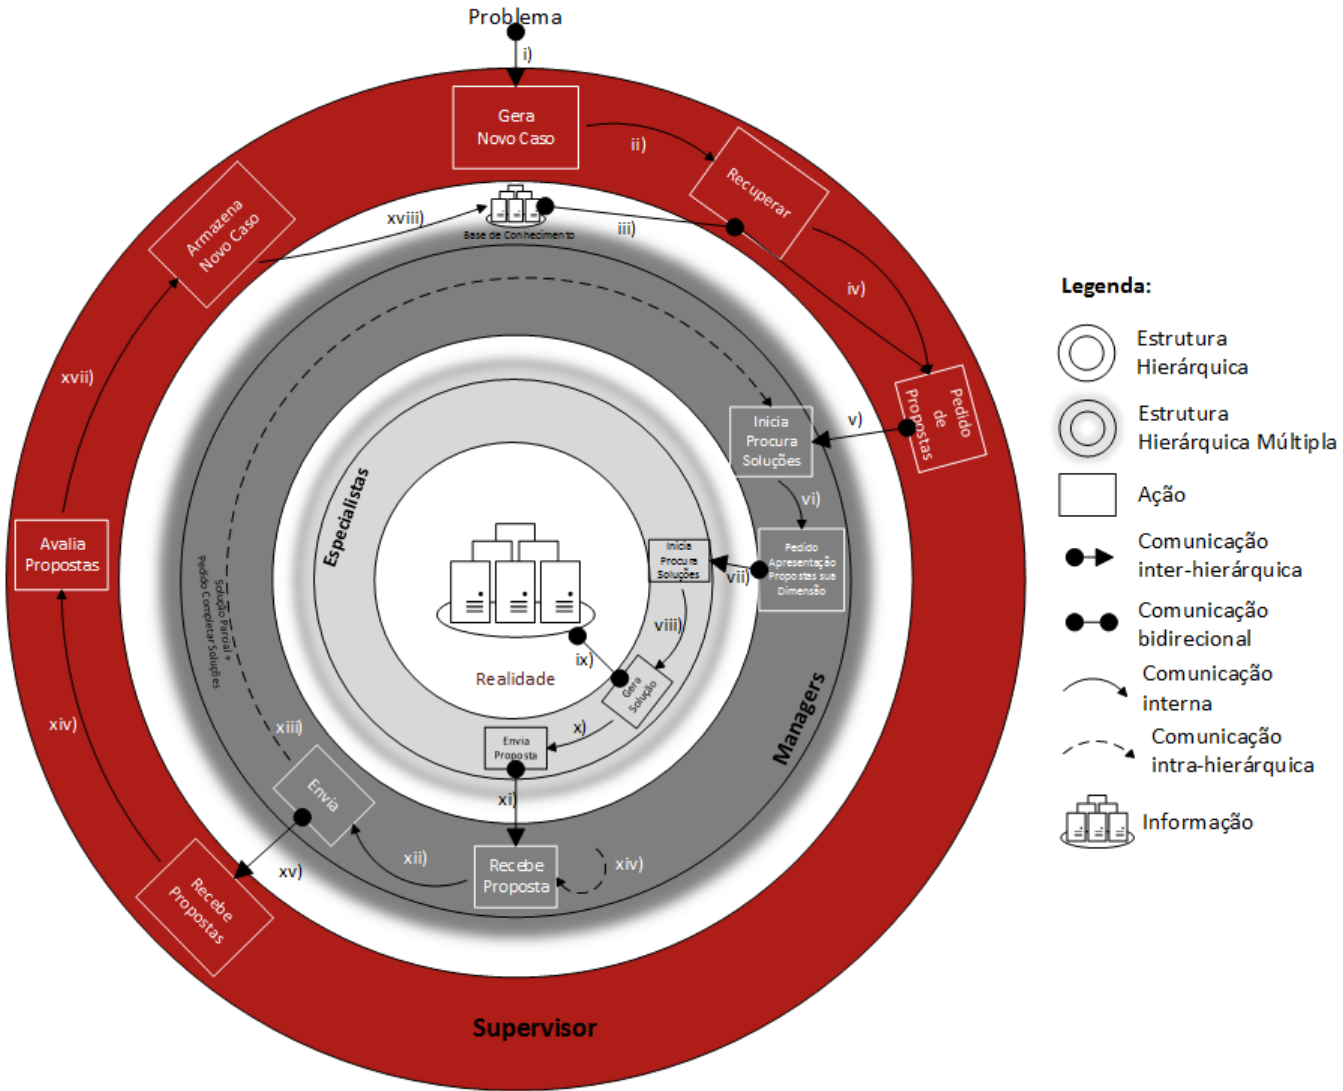 Problema
i)
Gera
Novo Caso
ii)
Recuperar
iii)
iv)
Pedido
de
Propostas
v)
Inicia
Procura
Soluções
vi)
Pedido
Apresentação
Propostas sua
Dimensão
vii)
Inicia
Procura
Soluções
viii)
Gera
Solução
ix)
Realidade
x)
Envia
Proposta
xi)
Recebe
Proposta
xiv)
xii)
Envia
xiii)
Solução Parcial +
Pedido Completar Soluções
xv)
Recebe
Propostas
xiv)
Avalia
Propostas
xvii)
Armazena
Novo Caso
xviii)
Base de Conhecimento
Especialistas
Managers
Supervisor
Legenda:
Estrutura
Hierárquica
Estrutura
Hierárquica Múltipla
Ação
Comunicação
inter-hierárquica
Comunicação
bidirecional
Comunicação
interna
Comunicação
intra-hierárquica
Informação